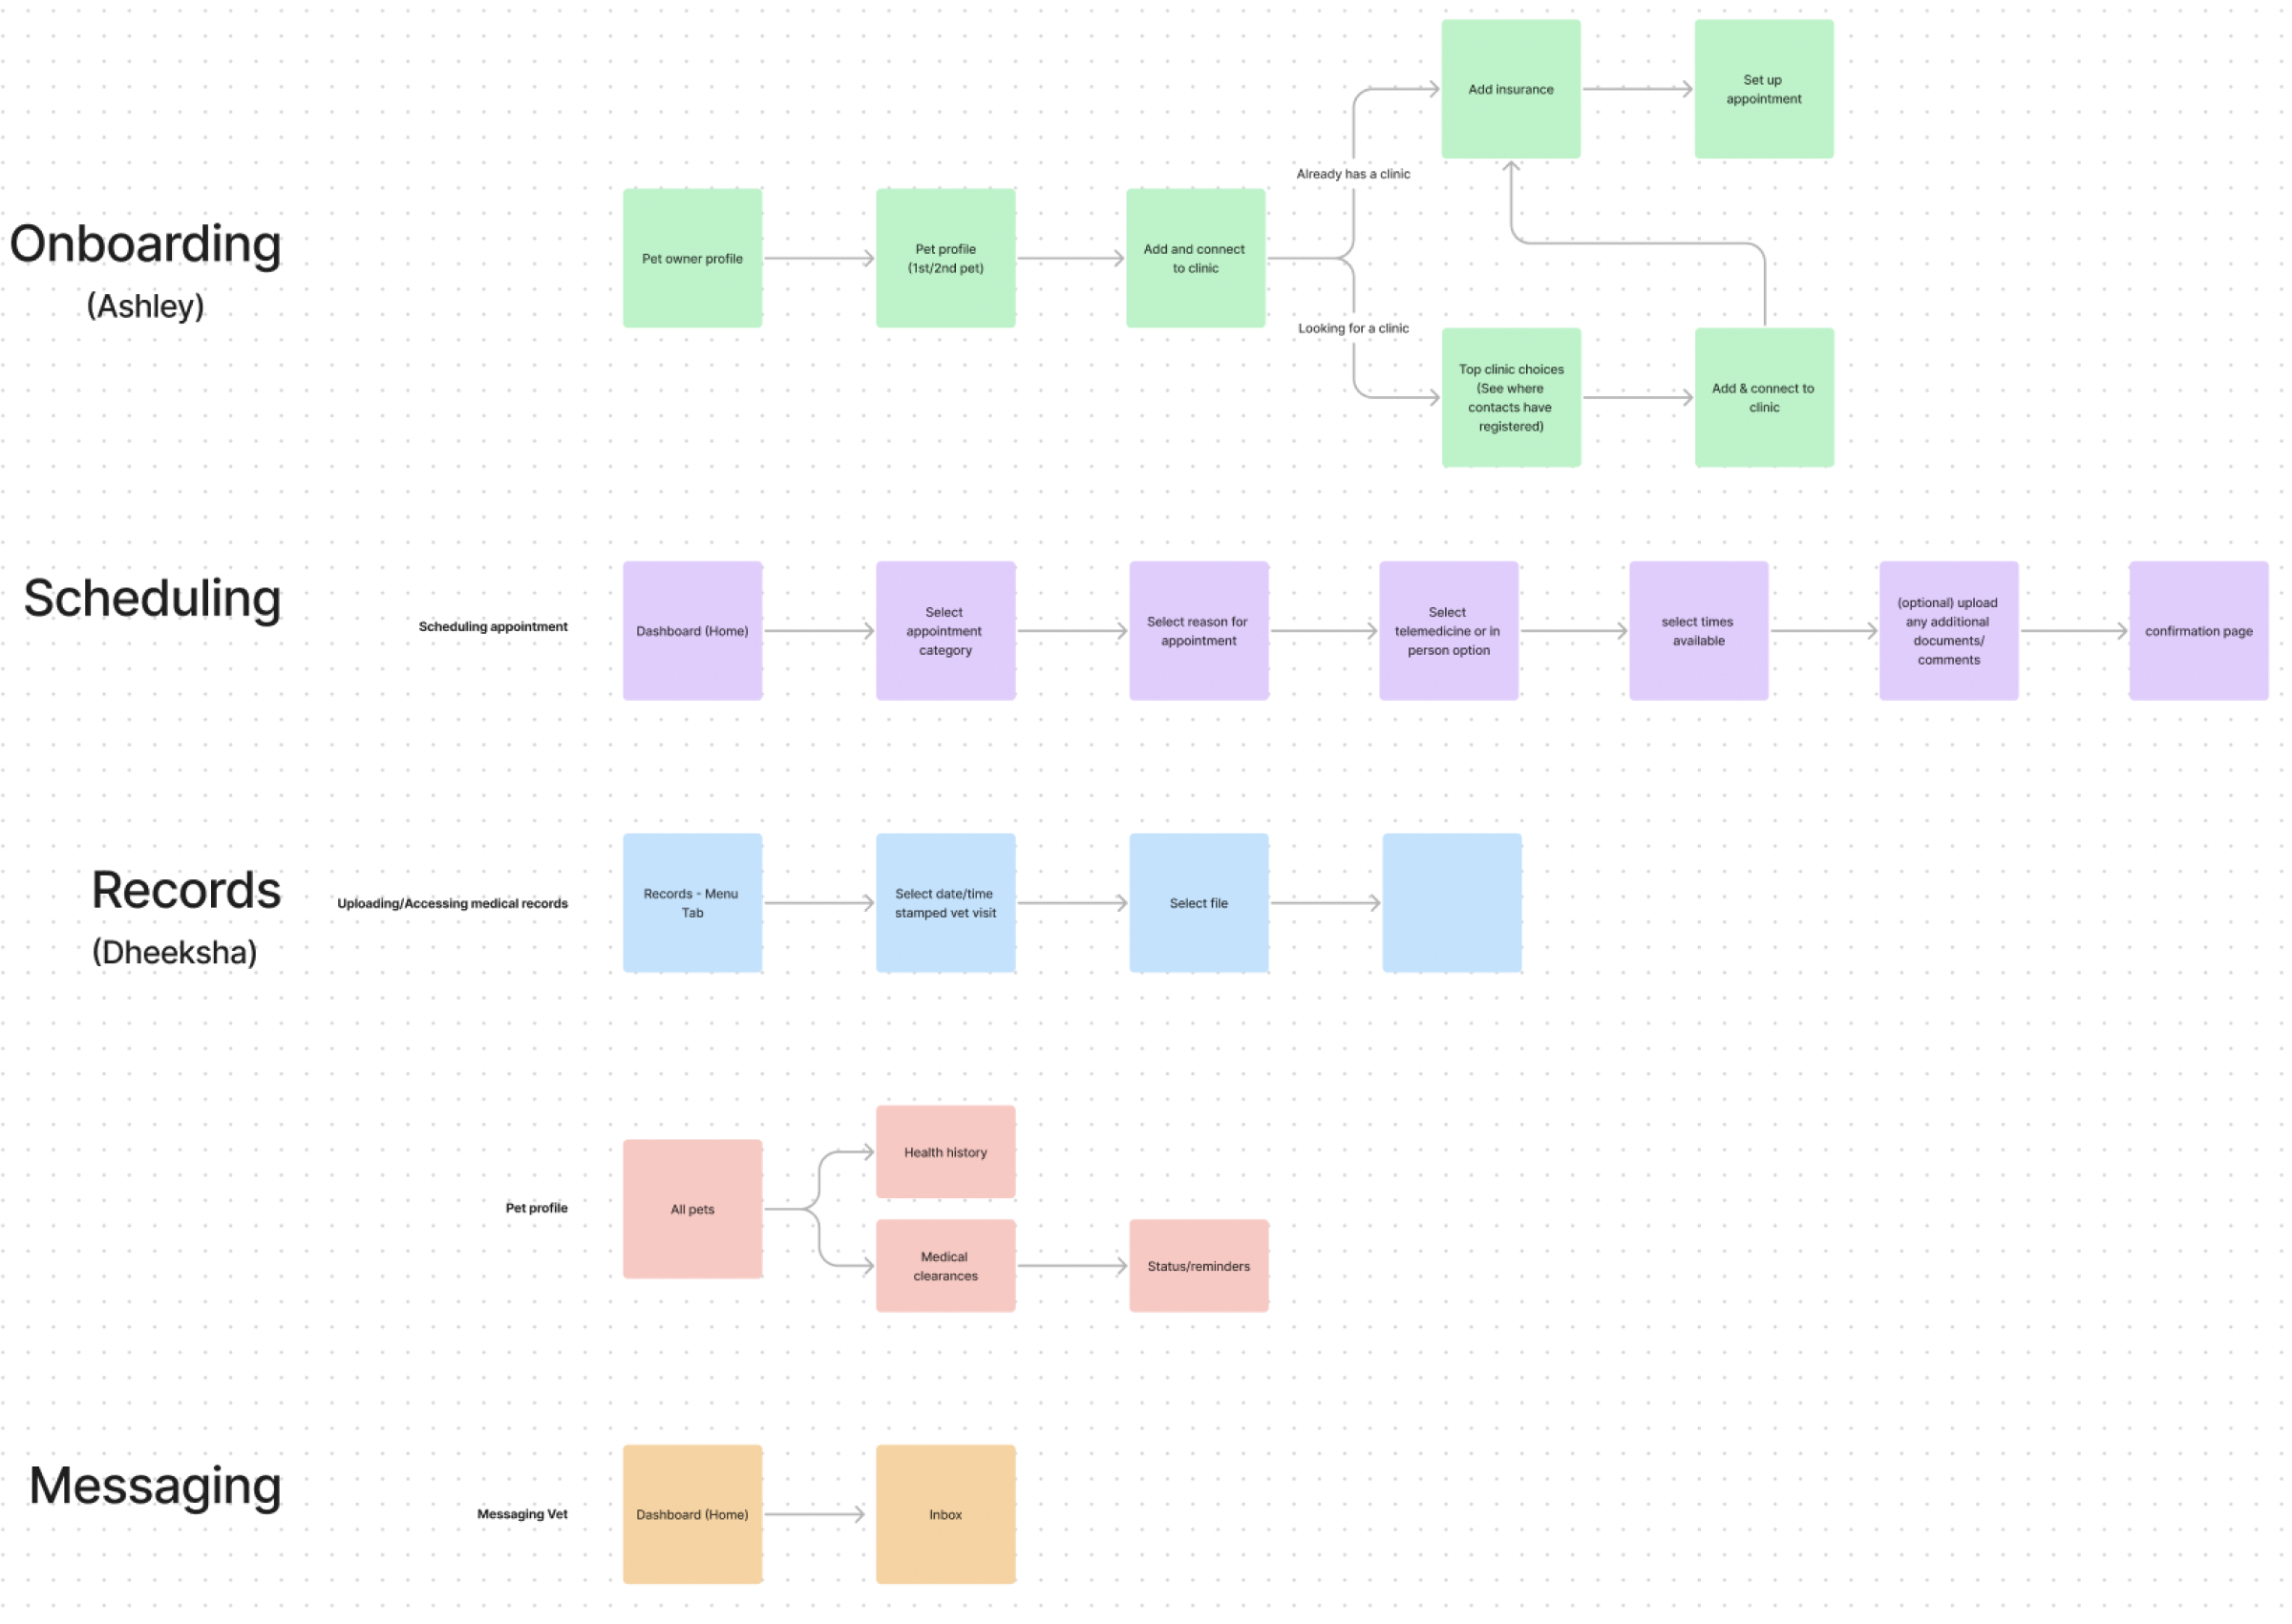 Onboarding
(Ashley)
Pet owner profile
Pet profile
(1st/2nd pet)
Add and connect
to clinic
Already has a clinic
Add insurance
Set up
appointment
Looking for a clinic
Top clinic choices
(See where
contacts have
registered)
Add & connect to
clinic
Scheduling
Scheduling appointment
Dashboard (Home)
Select
appointment
category
Select reason for
appointment
Select
telemedicine or in
person option
select times
available
(optional) upload
any additional
documents/
comments
confirmation page
Records
(Dheeksha)
Uploading/Accessing medical records
Records - Menu
Tab
Select date/time
stamped vet visit
Select file
Pet profile
All pets
Health history
Medical
clearances
Status/reminders
Messaging
Messaging Vet
Dashboard (Home)
Inbox